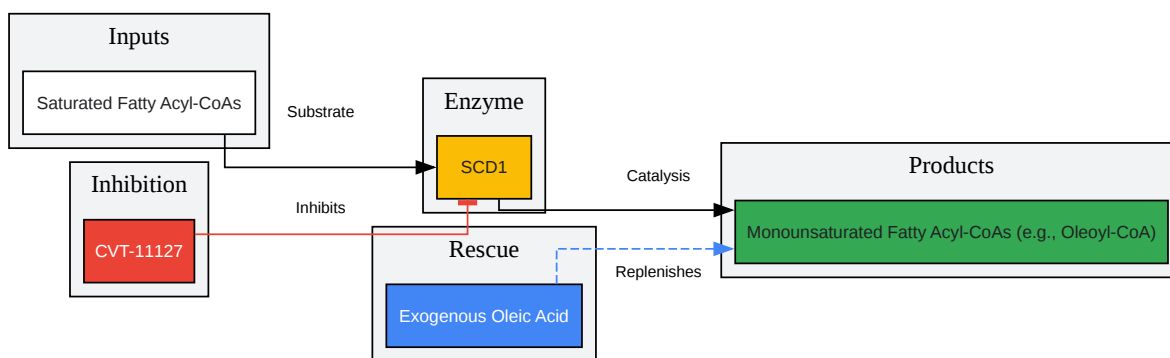 Inputs
Saturated Fatty Acyl-CoAs
Substrate
Enzyme
SCD1
Inhibition
CVT-11127
Inhibits
Catalysis
Products
Monounsaturated Fatty Acyl-CoAs (e.g., Oleoyl-CoA)
Rescue
Exogenous Oleic Acid
Replenishes